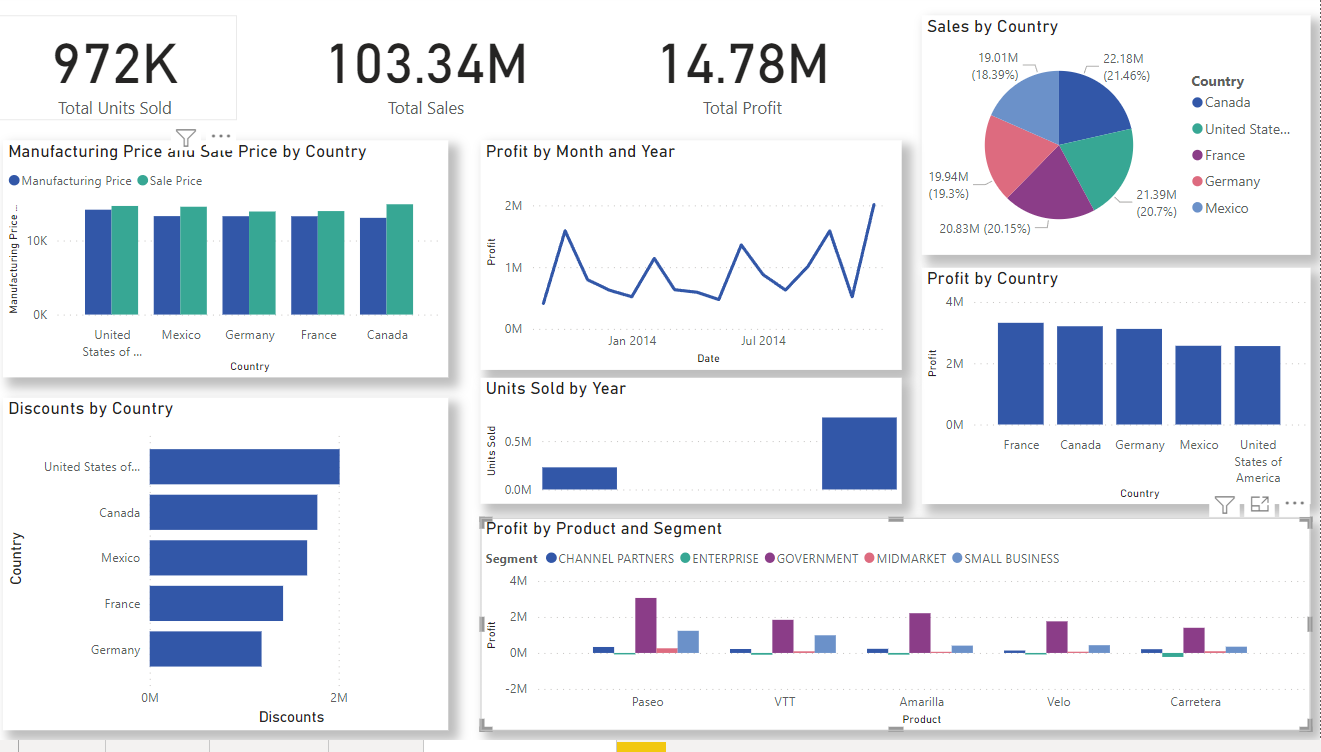 972K
Total Units Sold
103.34M
Total Sales
14.78M
Total Profit
Sales by Country
19.01M
(18.39%)
22.18M
(21.46%)
19.94M
(19.3%)
21.39M
(20.7%)
20.83M (20.15%)
Country
Canada
United State...
France
Germany
Mexico
Manufacturing Price and Sale Price by Country
Manufacturing Price
Sale Price
Manufacturing Price ...
10K
0K
United
States of ...
Mexico
Germany
France
Canada
Country
Profit by Month and Year
Profit
2M
1M
0M
Jan 2014
Jul 2014
Date
Profit by Country
Profit
4M
2M
0M
France
Canada
Germany
Mexico
United
States of
America
Country
Discounts by Country
Country
United States of...
Canada
Mexico
France
Germany
0M
2M
Discounts
Units Sold by Year
Units Sold
0.5M
0.0M
Profit by Product and Segment
Segment
CHANNEL PARTNERS
ENTERPRISE
GOVERNMENT
MIDMARKET
SMALL BUSINESS
Profit
4M
2M
0M
-2M
Paseo
VTT
Amarilla
Velo
Carretera
Product